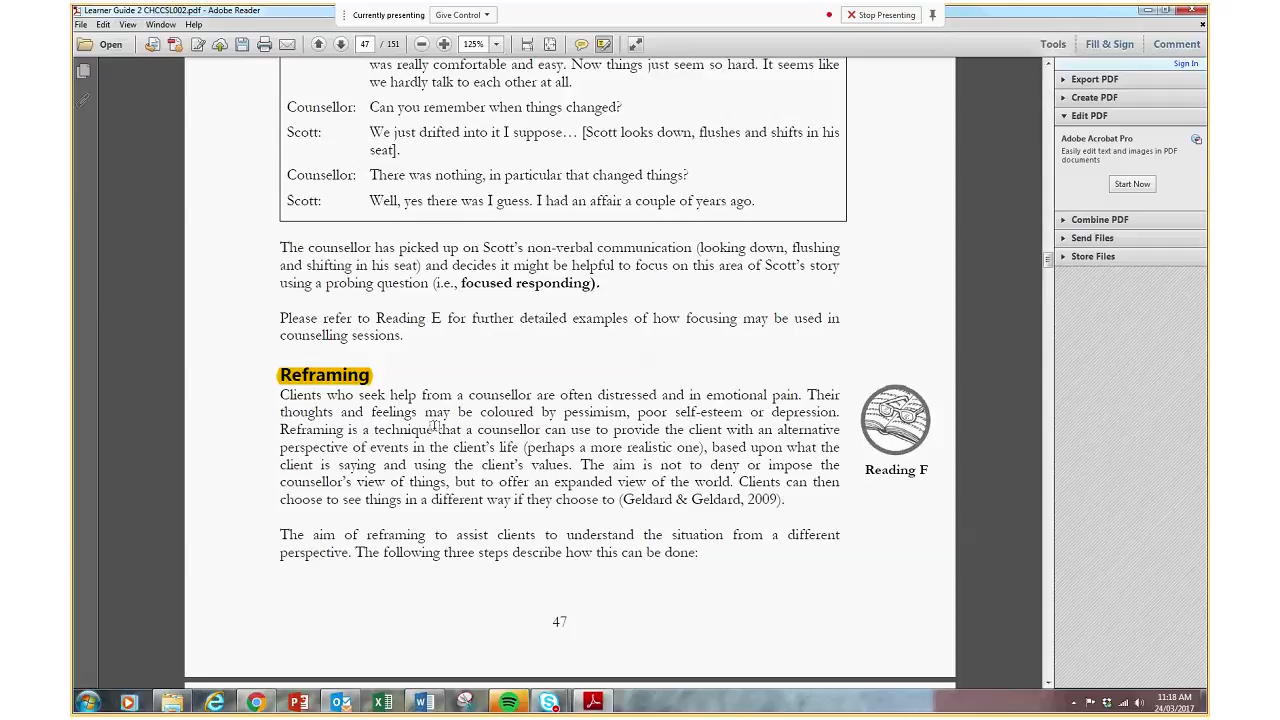 Learner Guide 2 CHCCSL002.pdf - Adobe Reader
Currently presenting
Give Control
Stop Presenting
File Edit View Window Help
Open
47 / 151
125%
Tools
Fill & Sign
Comment
Sign In
Export PDF
Create PDF
Edit PDF
Adobe Acrobat Pro
Easily edit text and images in PDF
documents
Start Now
Combine PDF
Send Files
Store Files
was really comfortable and easy. Now things just seem so hard. It seems like
we hardly talk to each other at all.
Counsellor: Can you remember when things changed?
Scott: We just drifted into it I suppose… [Scott looks down, flushes and shifts in his
seat].
Counsellor: There was nothing, in particular that changed things?
Scott: Well, yes there was I guess. I had an affair a couple of years ago.
The counsellor has picked up on Scott's non-verbal communication (looking down, flushing
and shifting in his seat) and decides it might be helpful to focus on this area of Scott's story
using a probing question (i.e., focused responding).
Please refer to Reading E for further detailed examples of how focusing may be used in
counselling sessions.
Reframing
Clients who seek help from a counsellor are often distressed and in emotional pain. Their
thoughts and feelings may be coloured by pessimism, poor self-esteem or depression.
Reframing is a technique that a counsellor can use to provide the client with an alternative
perspective of events in the client's life (perhaps a more realistic one), based upon what the
client is saying and using the client's values. The aim is not to deny or impose the
counsellor's view of things, but to offer an expanded view of the world. Clients can then
choose to see things in a different way if they choose to (Geldard & Geldard, 2009).
Reading F
The aim of reframing to assist clients to understand the situation from a different
perspective. The following three steps describe how this can be done:
47
11:18 AM
24/03/2017